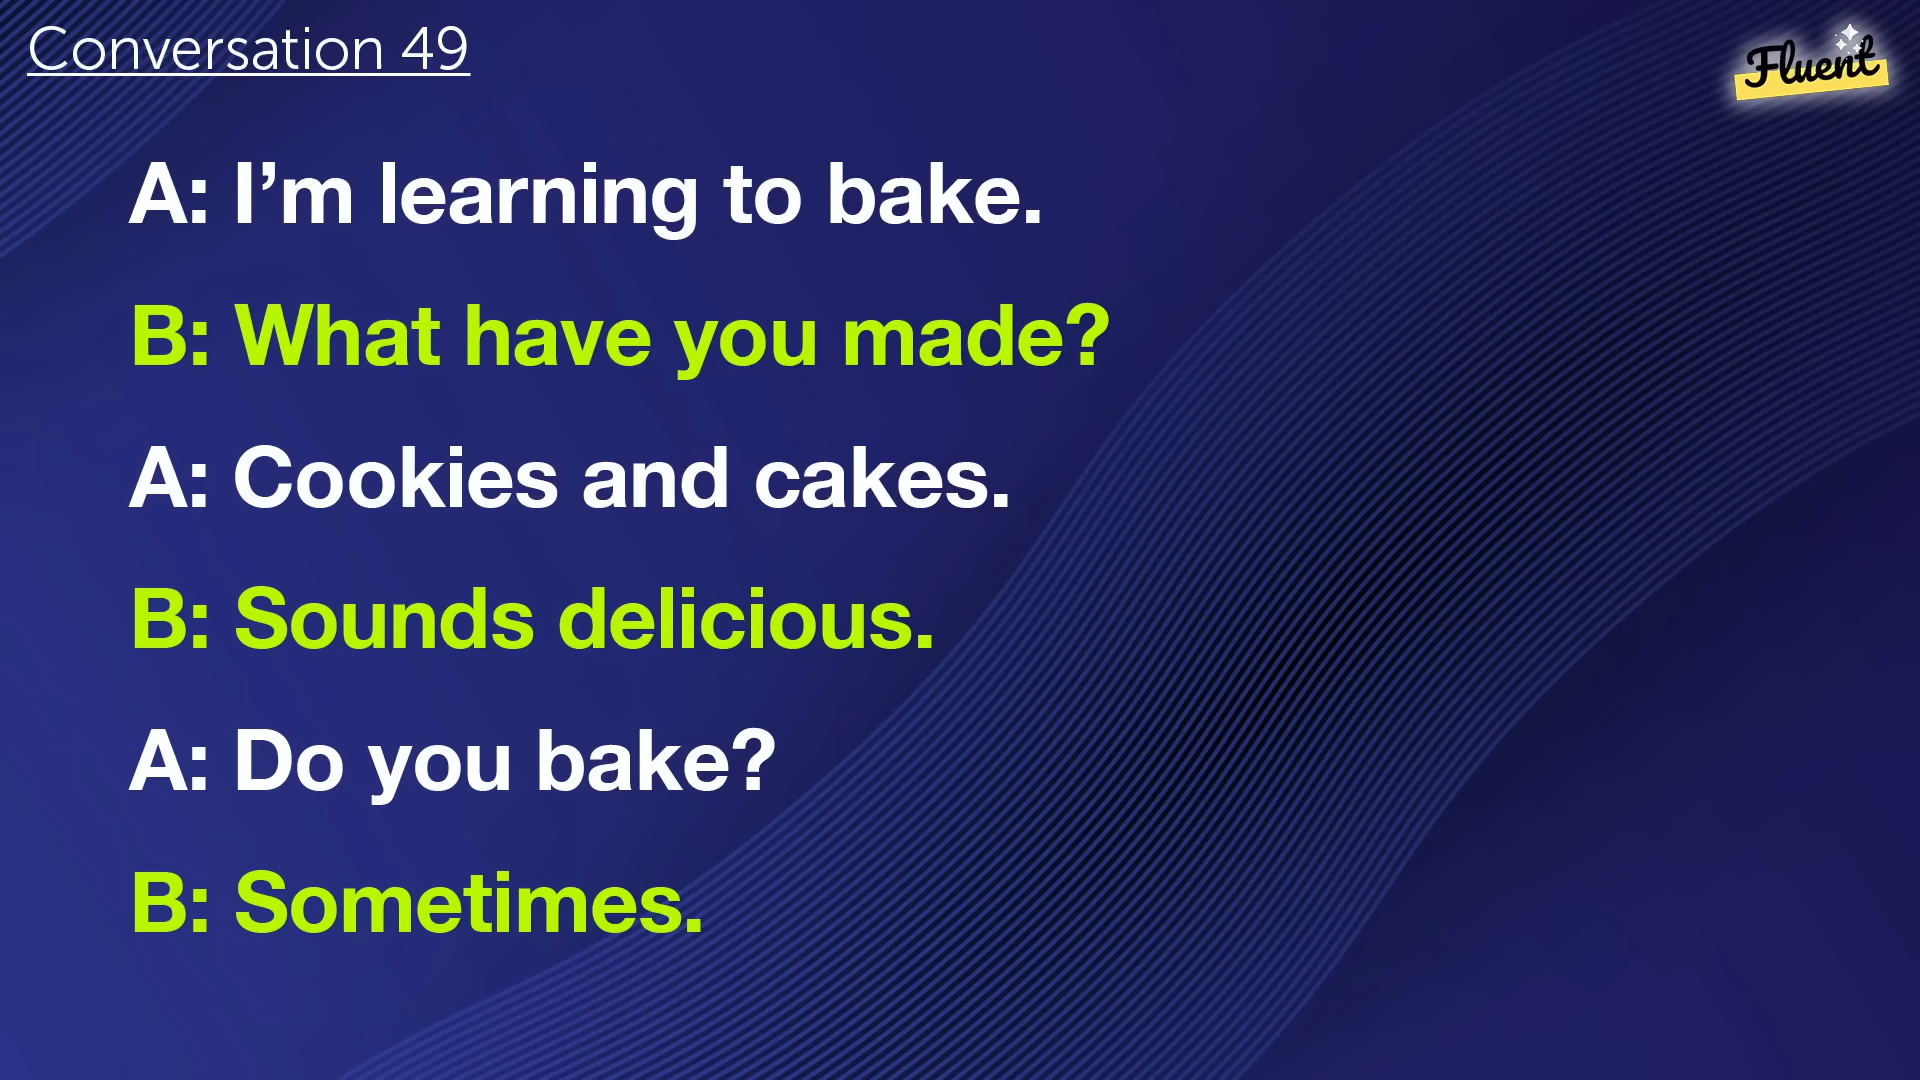 Conversation 49
Fluent
A: I’m learning to bake.
B: What have you made?
A: Cookies and cakes.
B: Sounds delicious.
A: Do you bake?
B: Sometimes.